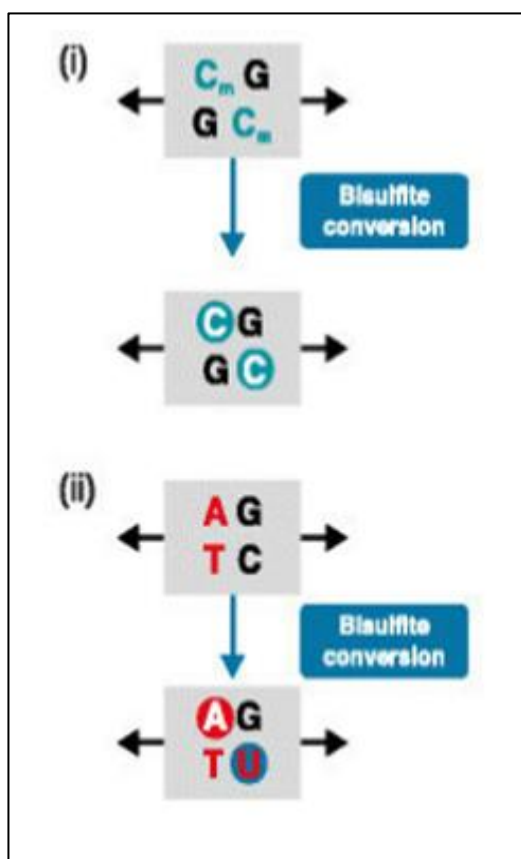 (i)
Cm G
G Cm
Bisulfite
conversion
C G
G C
(ii)
A G
T C
Bisulfite
conversion
A G
T U